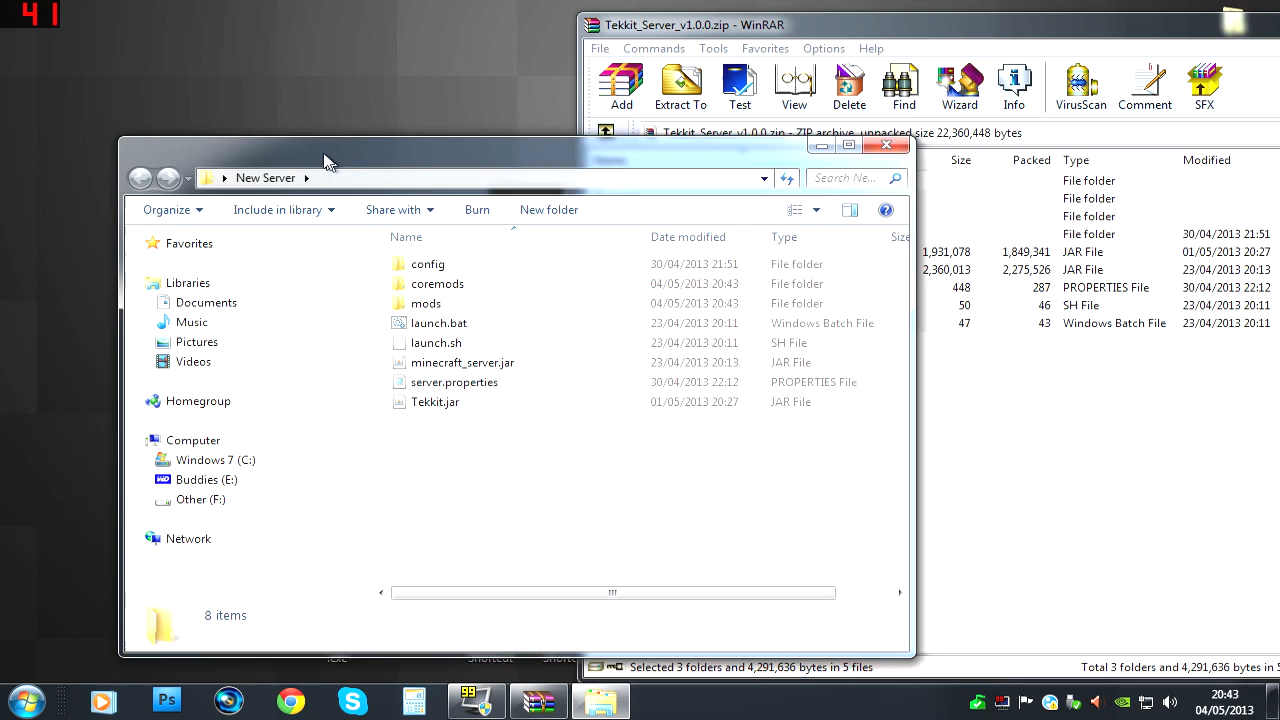 41
Tekkit_Server_v1.0.0.zip - WinRAR
File Commands Tools Favorites Options Help
Add Extract To Test View Delete Find Wizard Info VirusScan Comment SFX
Tekkit_Server_v1.0.0.zip - ZIP archive, unpacked size 22,360,448 bytes
Size Packed Type Modified
File folder
File folder
File folder
File folder 30/04/2013 21:51
1,931,078 1,849,341 JAR File 01/05/2013 20:27
2,360,013 2,275,526 JAR File 23/04/2013 20:13
448 287 PROPERTIES File 30/04/2013 22:12
50 46 SH File 23/04/2013 20:11
47 43 Windows Batch File 23/04/2013 20:11
New Server
Search Ne...
Organize Include in library Share with Burn New folder
Favorites
Libraries
Documents
Music
Pictures
Videos
Homegroup
Computer
Windows 7 (C:)
Buddies (E:)
Other (F:)
Network
Name Date modified Type Size
config 30/04/2013 21:51 File folder
coremods 04/05/2013 20:43 File folder
mods 04/05/2013 20:43 File folder
launch.bat 23/04/2013 20:11 Windows Batch File
launch.sh 23/04/2013 20:11 SH File
minecraft_server.jar 23/04/2013 20:13 JAR File
server.properties 30/04/2013 22:12 PROPERTIES File
Tekkit.jar 01/05/2013 20:27 JAR File
8 items
.exe Shortcut
Selected 3 folders and 4,291,636 bytes in 5 files
Total 3 folders and 4,291,636 bytes in 5
Ps
99
20:43
04/05/2013